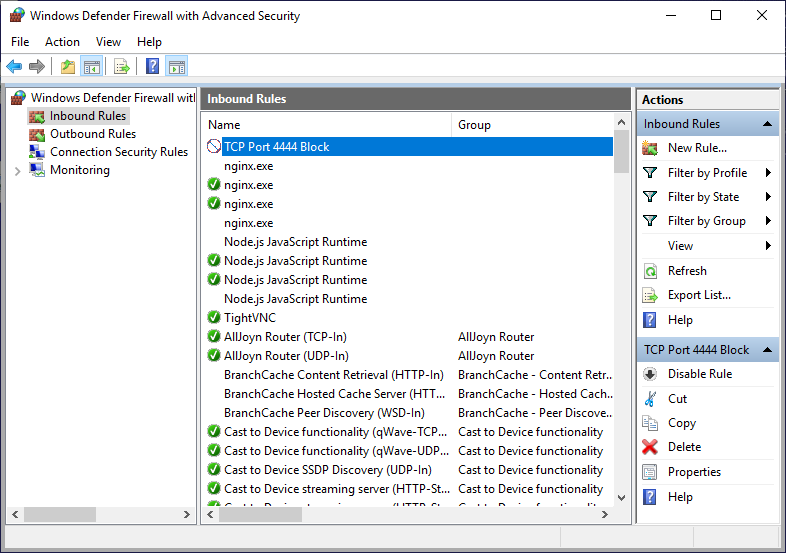 Windows Defender Firewall with Advanced Security
File Action View Help
Windows Defender Firewall wit
Inbound Rules
Outbound Rules
Connection Security Rules
Monitoring
Inbound Rules
Name Group
TCP Port 4444 Block
nginx.exe
nginx.exe
nginx.exe
nginx.exe
Node.js JavaScript Runtime
Node.js JavaScript Runtime
Node.js JavaScript Runtime
Node.js JavaScript Runtime
TightVNC
AllJoyn Router (TCP-In) AllJoyn Router
AllJoyn Router (UDP-In) AllJoyn Router
BranchCache Content Retrieval (HTTP-In) BranchCache - Content Retr...
BranchCache Hosted Cache Server (HTT... BranchCache - Hosted Cach...
BranchCache Peer Discovery (WSD-In) BranchCache - Peer Discove...
Cast to Device functionality (qWave-TCP... Cast to Device functionality
Cast to Device functionality (qWave-UDP... Cast to Device functionality
Cast to Device SSDP Discovery (UDP-In) Cast to Device functionality
Cast to Device streaming server (HTTP-St... Cast to Device functionality
Actions
Inbound Rules
New Rule...
Filter by Profile
Filter by State
Filter by Group
View
Refresh
Export List...
Help
TCP Port 4444 Block
Disable Rule
Cut
Copy
Delete
Properties
Help